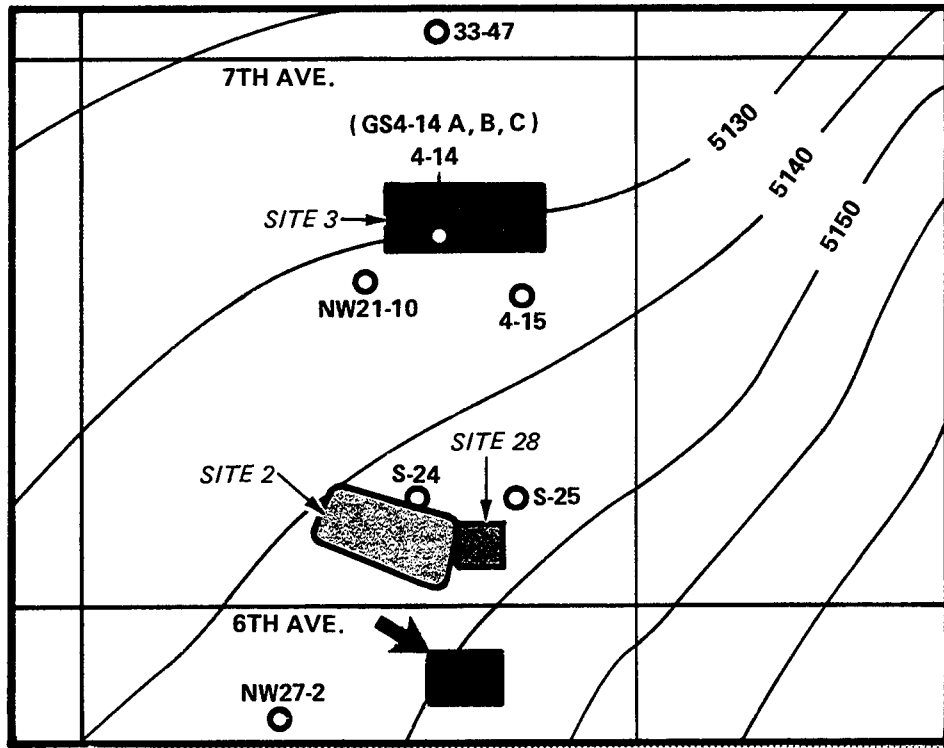 33-47
7TH AVE.
(GS4-14 A, B, C)
4-14
5130
5140
5150
SITE 3
NW21-10
4-15
SITE 28
SITE 2
S-24
S-25
6TH AVE.
NW27-2